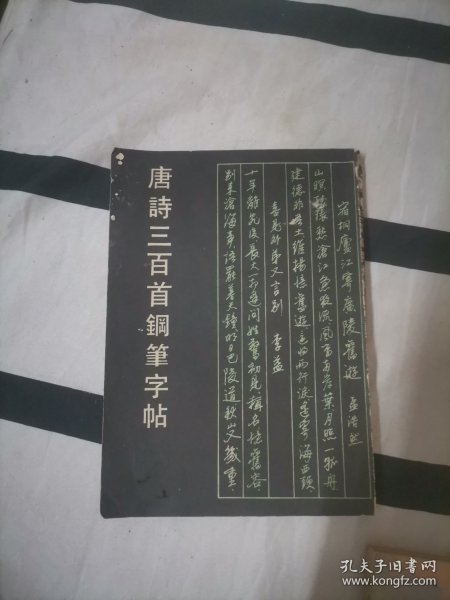 唐詩三百首鋼筆字帖
宿桐廬江寄廣陵舊遊 孟浩然
山暝聽猿愁滄江急夜流風鳴兩岸葉月照一孤舟
建德非吾土維揚憶舊遊還將兩行淚遙寄海西頭
喜見外弟又言別 李益
十年離亂後長大一相逢問姓驚初見稱名憶舊容
別來滄海事語罷暮天鐘明日巴陵道秋山又幾重
孔夫子旧书网
www.kongfz.com